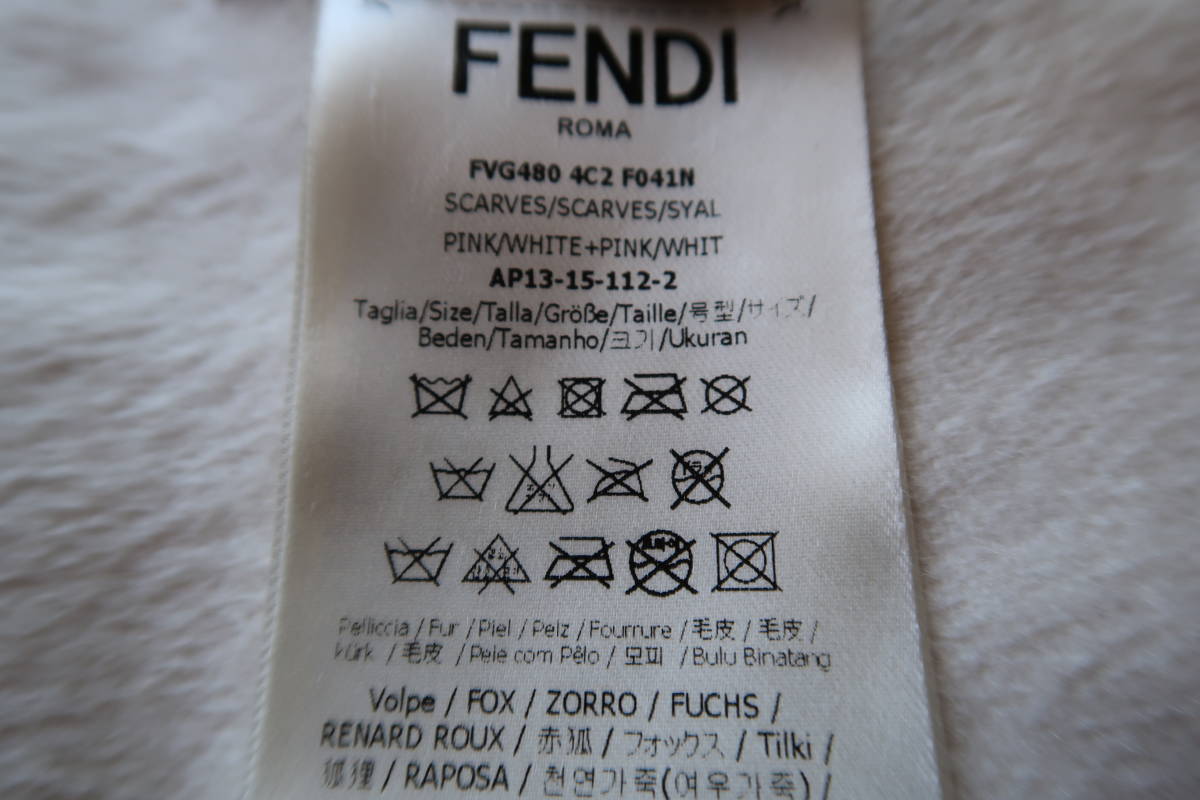 FENDI
ROMA
FVG480 4C2 F041N
SCARVES/SCARVES/SYAL
PINK/WHITE+PINK/WHIT
AP13-15-112-2
Taglia/Size/Talla/Größe/Taille/号型/サイズ/
Beden/Tamanho/크기/Ukuran
Pelliccia / Fur / Piel / Pelz / Fourrure / 毛皮 / 毛皮 /
kürk / 毛皮 / Pele com Pêlo / 모피 / Bulu Binatang
Volpe / FOX / ZORRO / FUCHS /
RENARD ROUX / 赤狐 / フォックス / Tilki /
狐狸 / RAPOSA / 천연가죽(여우가죽) /